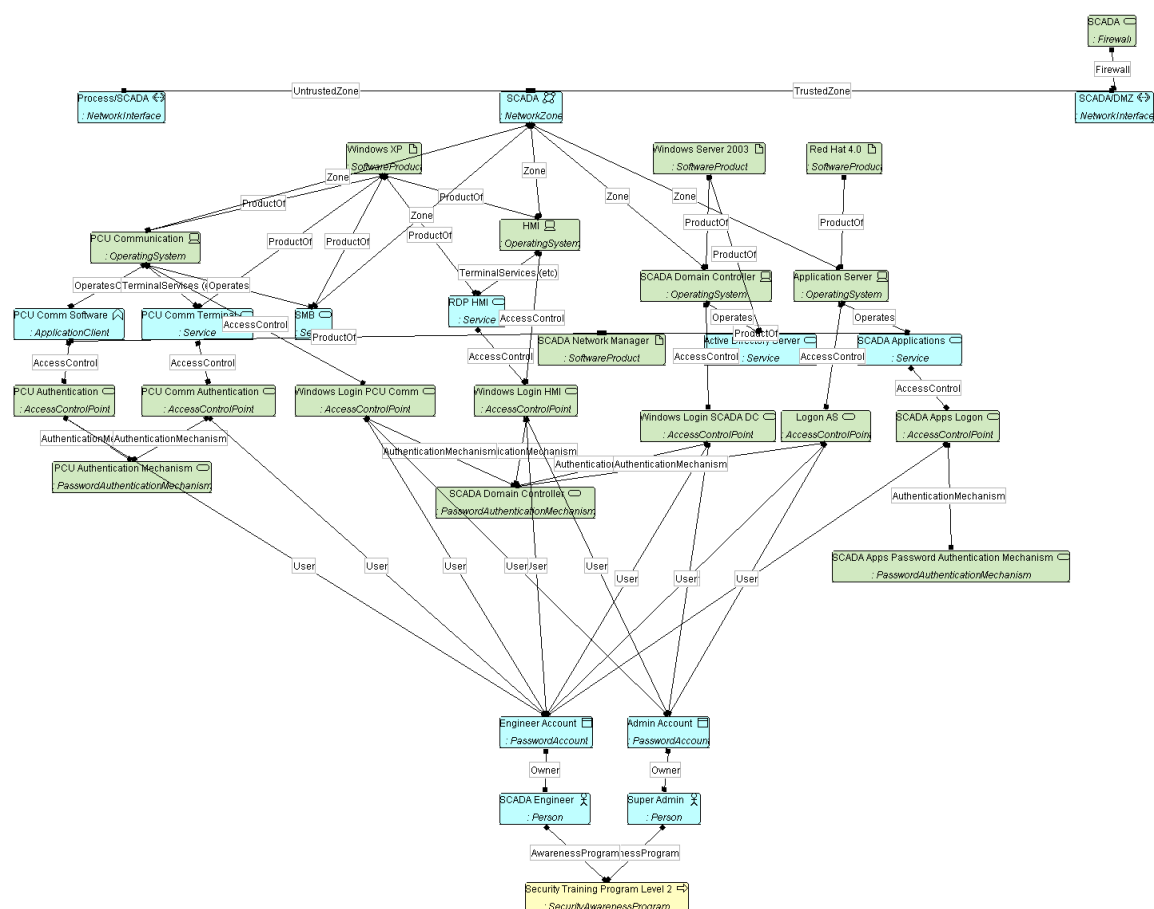 SCADA
: Firewall
Firewall
UntrustedZone
TrustedZone
Process/SCADA
: NetworkInterface
SCADA
: NetworkZone
SCADA/DMZ
: NetworkInterface
Windows XP
: SoftwareProduct
Windows Server 2003
: SoftwareProduct
Red Hat 4.0
: SoftwareProduct
Zone
Zone
Zone
Zone
Zone
ProductOf
ProductOf
ProductOf
ProductOf
ProductOf
ProductOf
ProductOf
ProductOf
PCU Communication
: OperatingSystem
HMI
: OperatingSystem
SCADA Domain Controller
: OperatingSystem
Application Server
: OperatingSystem
TerminalServices (etc)
Operates
TerminalServices
Operates
Operates
Operates
PCU Comm Software
: ApplicationClient
PCU Comm Terminal
: Service
SMB
RDP HMI
: Service
AccessControl
AccessControl
ProductOf
ProductOf
SCADA Network Manager
: SoftwareProduct
Active Directory Server
: Service
SCADA Applications
: Service
AccessControl
AccessControl
AccessControl
AccessControl
AccessControl
AccessControl
PCU Authentication
: AccessControlPoint
PCU Comm Authentication
: AccessControlPoint
Windows Login PCU Comm
: AccessControlPoint
Windows Login HMI
: AccessControlPoint
Windows Login SCADA DC
: AccessControlPoint
Logon AS
: AccessControlPoint
SCADA Apps Logon
: AccessControlPoint
AuthenticationMechanism
AuthenticationMechanism
AuthenticationMechanism
PCU Authentication Mechanism
: PasswordAuthenticationMechanism
SCADA Domain Controller
: PasswordAuthenticationMechanism
AuthenticationMechanism
SCADA Apps Password Authentication Mechanism
: PasswordAuthenticationMechanism
User
User
User
User
User
User
User
User
User
Engineer Account
: PasswordAccount
Admin Account
: PasswordAccount
Owner
Owner
SCADA Engineer
: Person
Super Admin
: Person
AwarenessProgram
Security Training Program Level 2
: SecurityAwarenessProgram